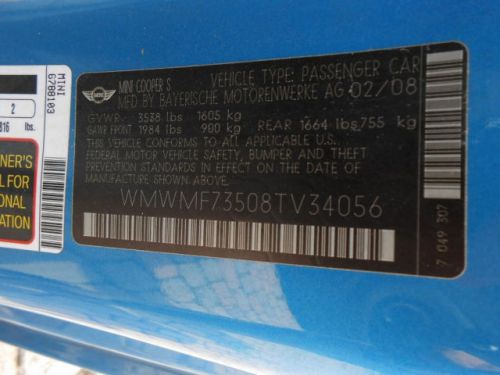 MINI
G788103
2
816 lbs.
NER'S
L FOR
ONAL
ATION
MINI COOPER S VEHICLE TYPE: PASSENGER CAR
MFD BY BAYERISCHE MOTORENWERKE AG 02/08
GVWR 3538 lbs 1605 kg
GAWR FRONT 1984 lbs 900 kg REAR 1664 lbs 755 kg
THIS VEHICLE CONFORMS TO ALL APPLICABLE
FEDERAL MOTOR VEHICLE SAFETY, BUMPER AND THEFT
PREVENTION STANDARDS IN EFFECT ON THE DATE OF
MANUFACTURE SHOWN ABOVE.
WMWMF73508TV34056
7 049 307